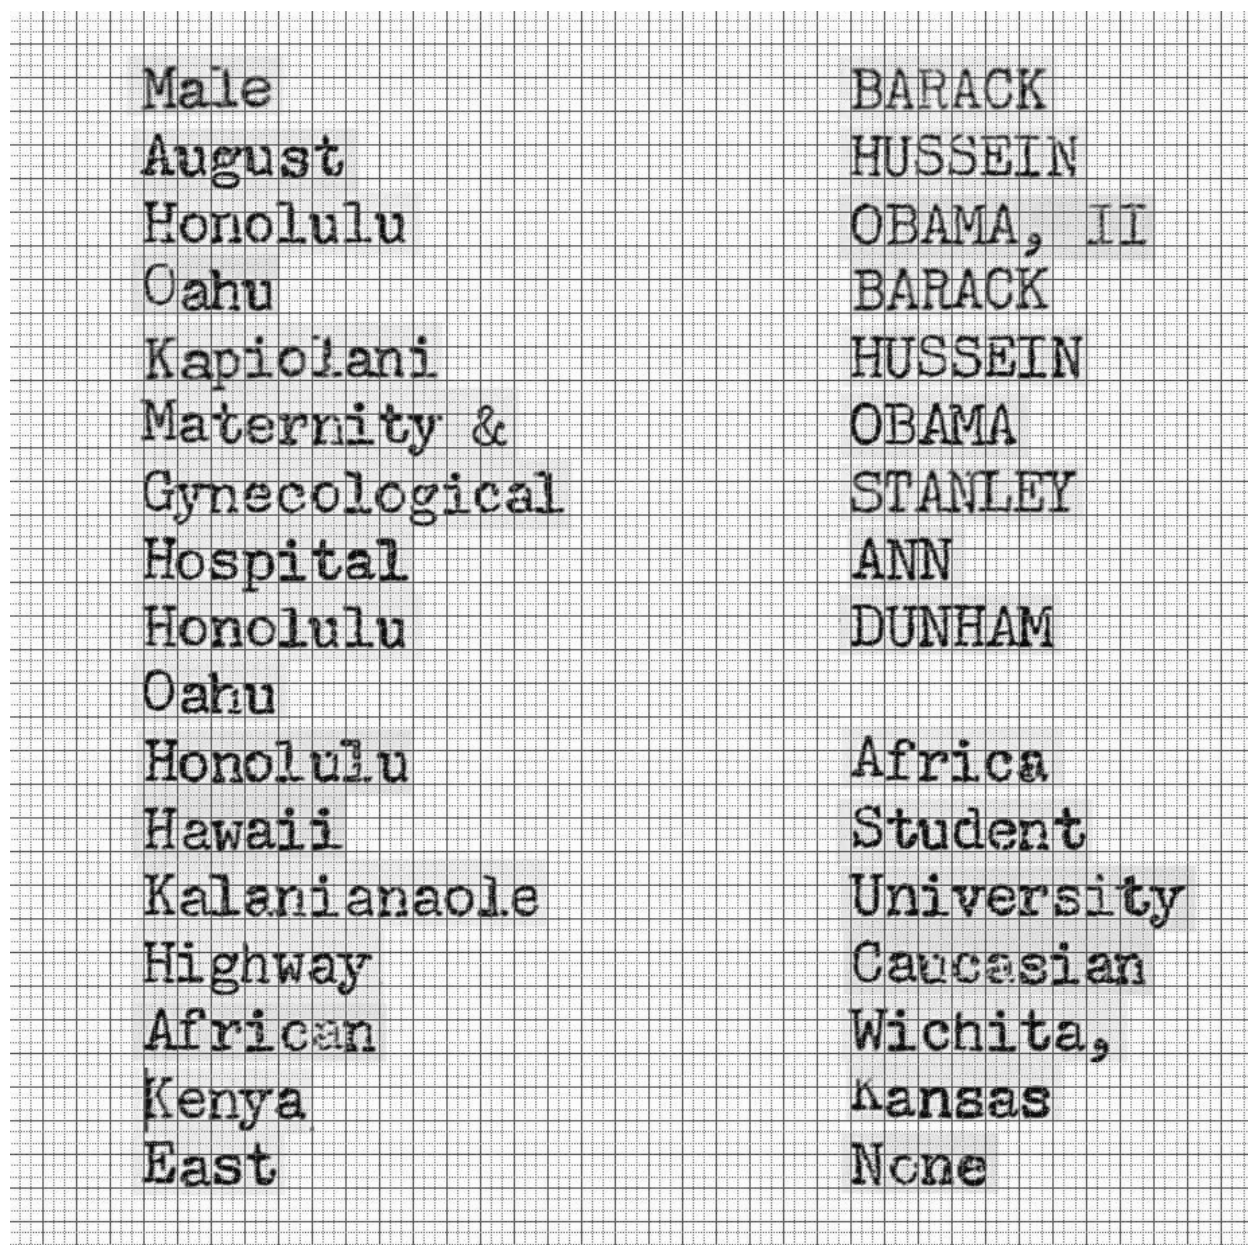 Male
August
Honolulu
Oahu
Kapiolani
Maternity &
Gynecological
Hospital
Honolulu
Oahu
Honolulu
Hawaii
Kalanianaole
Highway
African
Kenya
East
BARACK
HUSSEIN
OBAMA, II
BARACK
HUSSEIN
OBAMA
STANLEY
ANN
DUNHAM
Africa
Student
University
Caucasian
Wichita,
Kansas
None